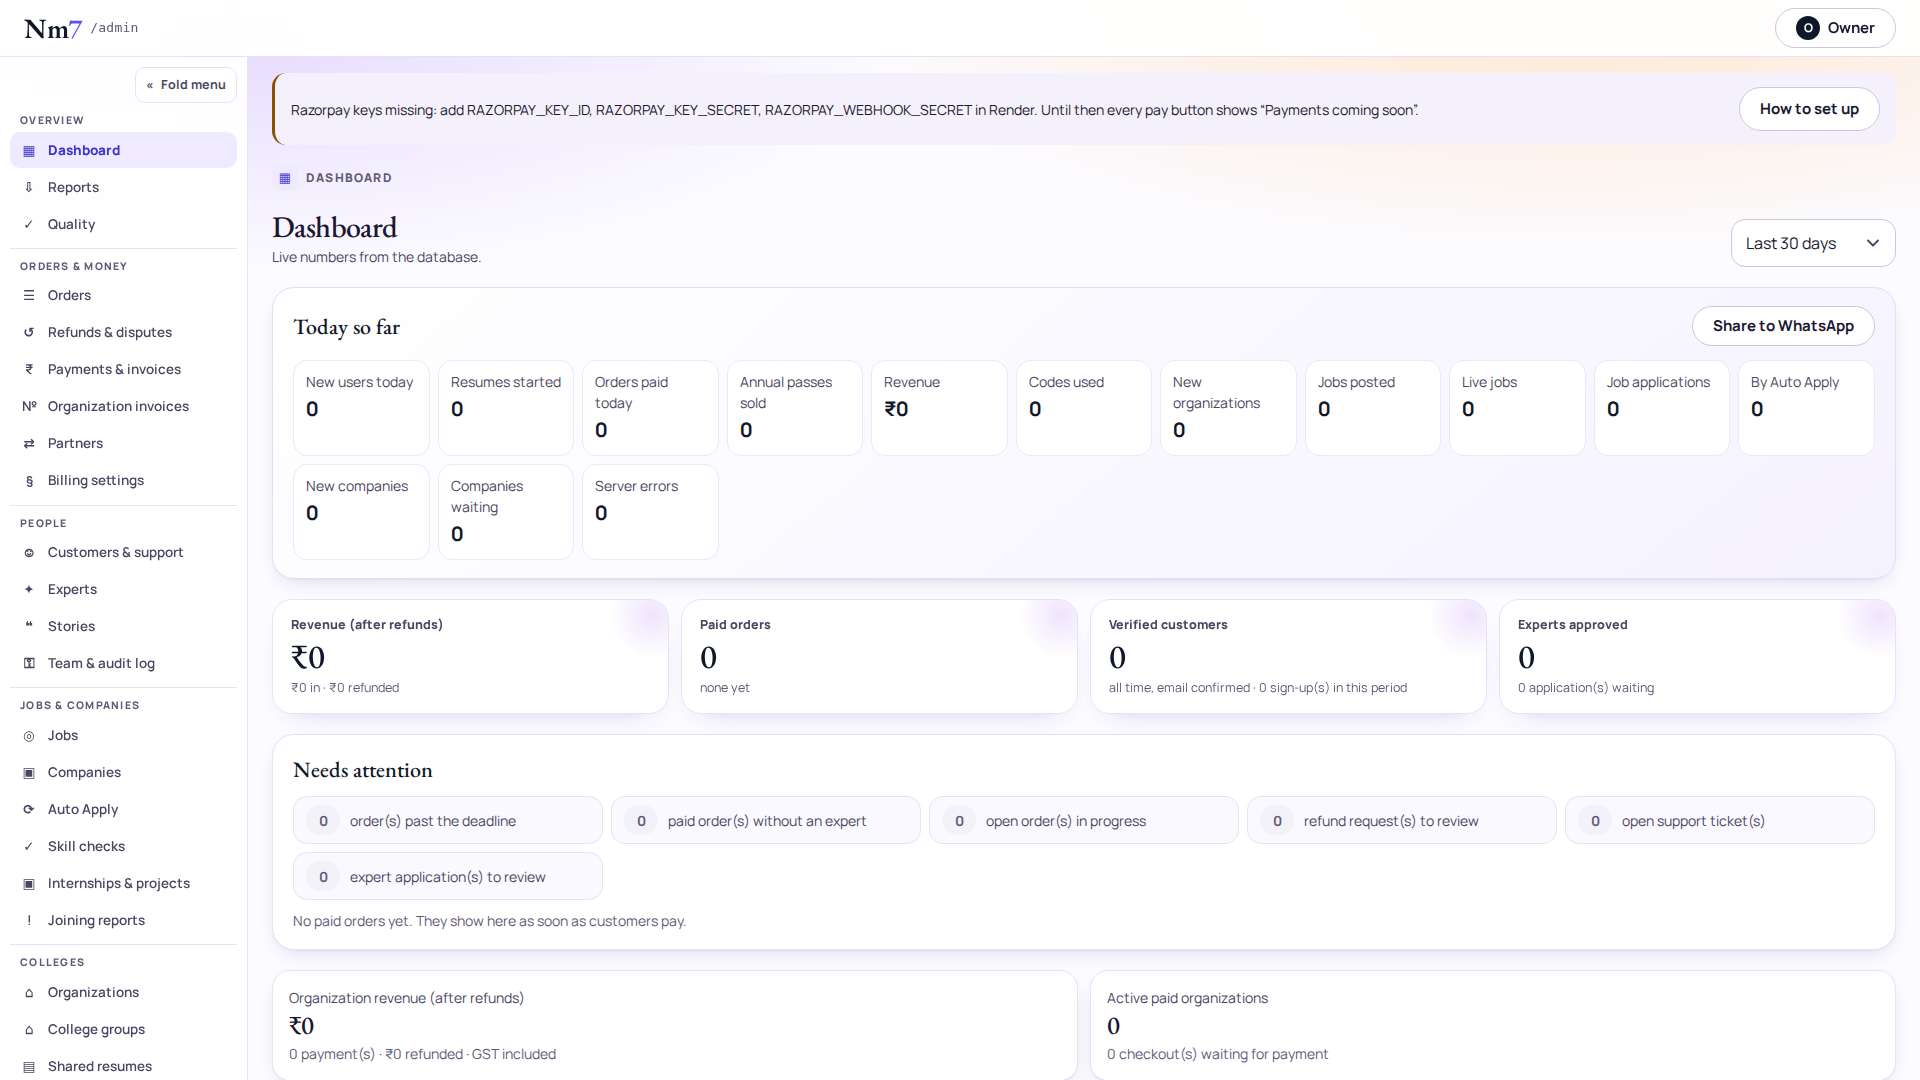 Nm7 /admin
O Owner
« Fold menu
OVERVIEW
Dashboard
Reports
Quality
ORDERS & MONEY
Orders
Refunds & disputes
₹ Payments & invoices
Nº Organization invoices
Partners
§ Billing settings
PEOPLE
Customers & support
Experts
Stories
Team & audit log
JOBS & COMPANIES
Jobs
Companies
Auto Apply
Skill checks
Internships & projects
! Joining reports
COLLEGES
Organizations
College groups
Shared resumes
Razorpay keys missing: add RAZORPAY_KEY_ID, RAZORPAY_KEY_SECRET, RAZORPAY_WEBHOOK_SECRET in Render. Until then every pay button shows “Payments coming soon”.
How to set up
DASHBOARD
Dashboard
Live numbers from the database.
Last 30 days
Today so far
Share to WhatsApp
New users today
0
Resumes started
0
Orders paid
today
0
Annual passes
sold
0
Revenue
₹0
Codes used
0
New
organizations
0
Jobs posted
0
Live jobs
0
Job applications
0
By Auto Apply
0
New companies
0
Companies
waiting
0
Server errors
0
Revenue (after refunds)
₹0
₹0 in · ₹0 refunded
Paid orders
0
none yet
Verified customers
0
all time, email confirmed · 0 sign-up(s) in this period
Experts approved
0
0 application(s) waiting
Needs attention
0 order(s) past the deadline
0 paid order(s) without an expert
0 open order(s) in progress
0 refund request(s) to review
0 open support ticket(s)
0 expert application(s) to review
No paid orders yet. They show here as soon as customers pay.
Organization revenue (after refunds)
₹0
0 payment(s) · ₹0 refunded · GST included
Active paid organizations
0
0 checkout(s) waiting for payment